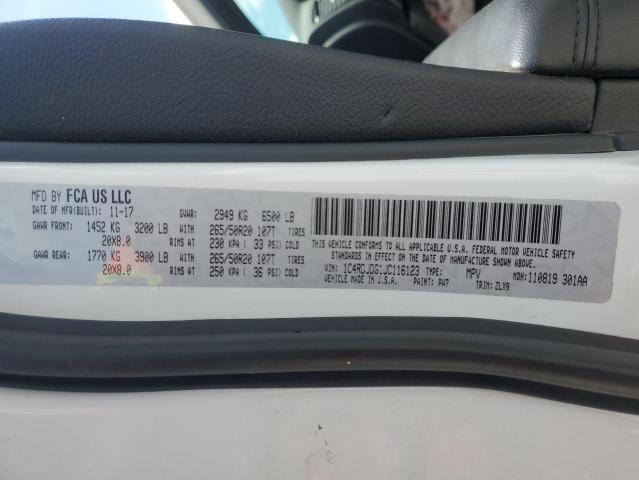 MFD BY FCA US LLC
DATE OF MFR(BUILT): 11-17 GVWR: 2949 KG 6500 LB
GAWR FRONT: 1452 KG 3200 LB WITH 265/50R20 107T TIRES
20X8.0 RIMS AT 230 KPA ( 33 PSI) COLD
GAWR REAR: 1770 KG 3900 LB WITH 265/50R20 107T TIRES
20X8.0 RIMS AT 250 KPA ( 36 PSI) COLD
THIS VEHICLE CONFORMS TO ALL APPLICABLE U.S.A. FEDERAL MOTOR VEHICLE SAFETY
STANDARDS IN EFFECT ON THE DATE OF MANUFACTURE SHOWN ABOVE.
VIN: 1C4RDJDG1JC116123 TYPE: MPV MDH:110819 301AA
VEHICLE MADE IN U.S.A. PAINT: PW7 TRIM: ZLX9